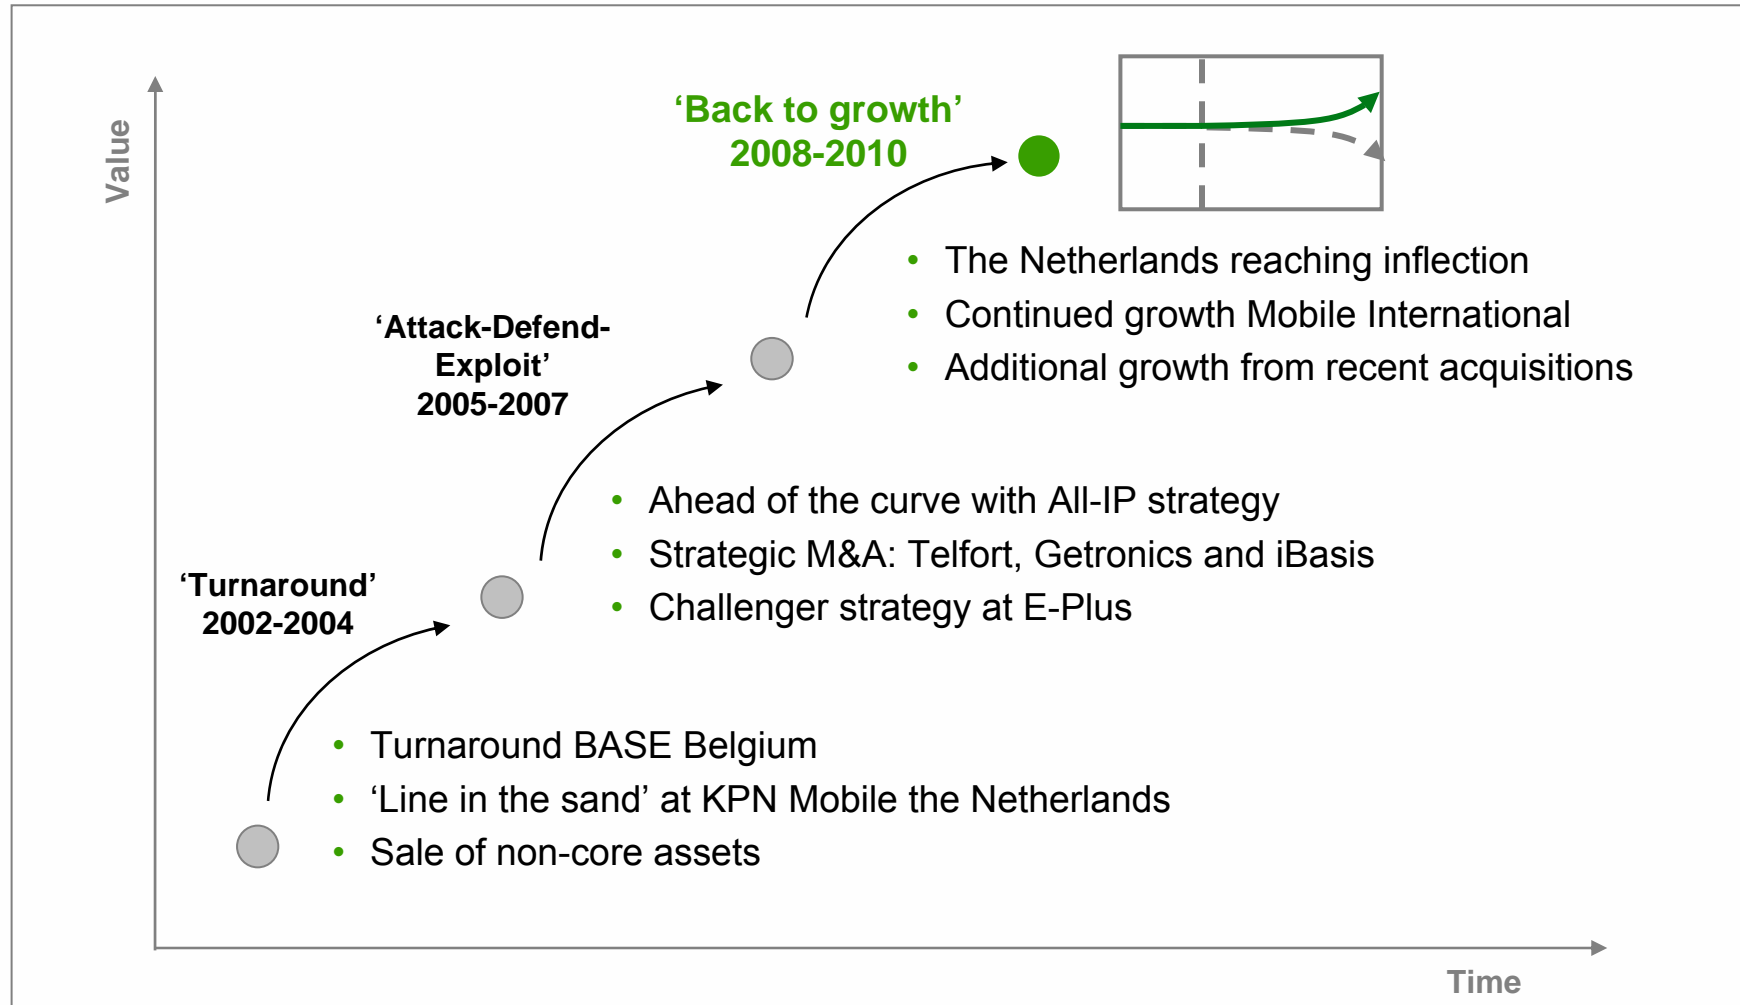 Value
‘Back to growth’
2008-2010
• The Netherlands reaching inflection
• Continued growth Mobile International
• Additional growth from recent acquisitions
‘Attack-Defend-
Exploit’
2005-2007
• Ahead of the curve with All-IP strategy
• Strategic M&A: Telfort, Getronics and iBasis
• Challenger strategy at E-Plus
‘Turnaround’
2002-2004
• Turnaround BASE Belgium
• ‘Line in the sand’ at KPN Mobile the Netherlands
• Sale of non-core assets
Time